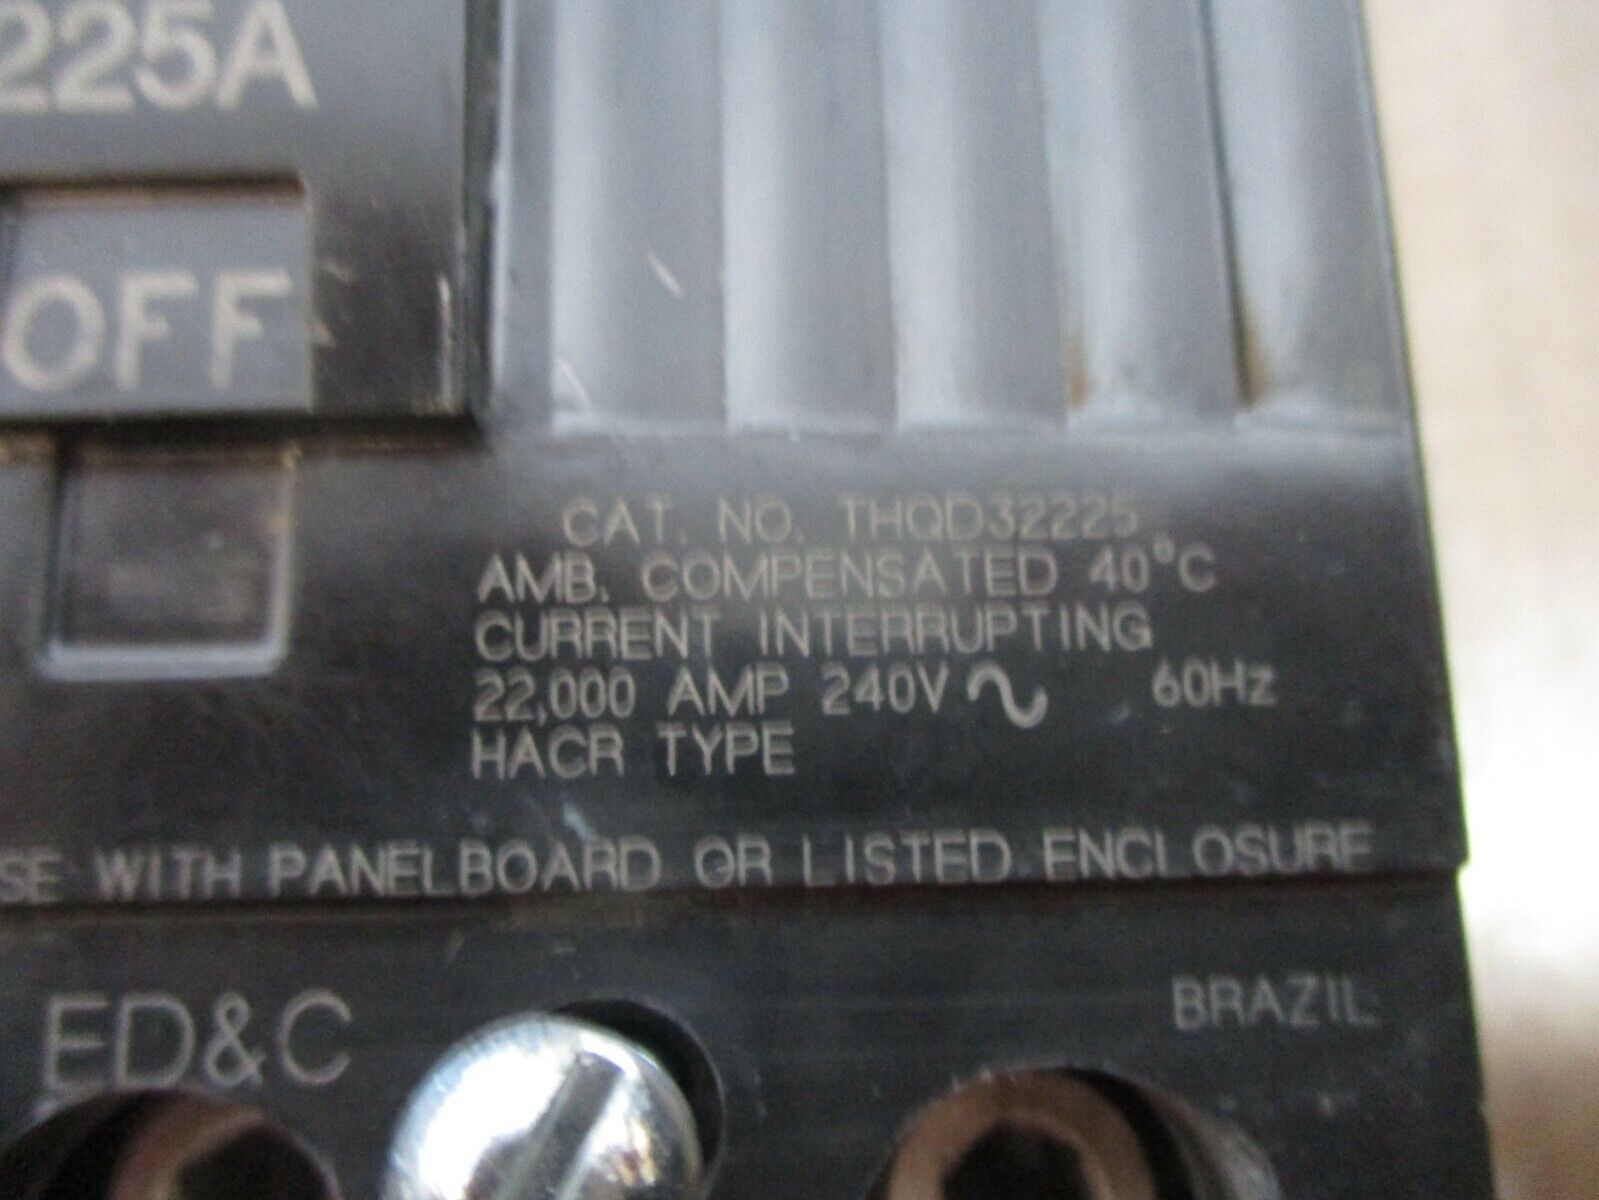 225A
OFF
CAT. NO. THQD32225
AMB. COMPENSATED 40°C
CURRENT INTERRUPTING
22,000 AMP 240V ∿ 60Hz
HACR TYPE
SE WITH PANELBOARD OR LISTED ENCLOSURE
ED&C
BRAZIL